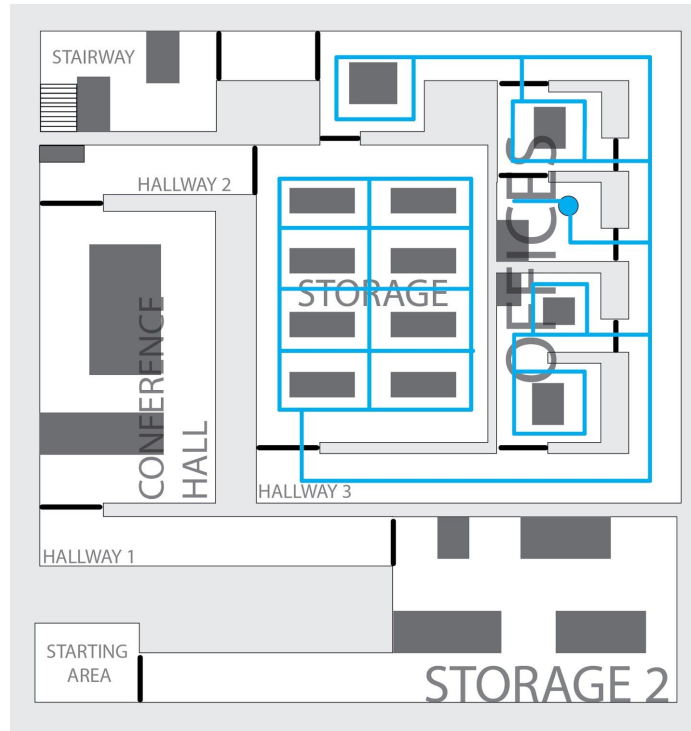 STAIRWAY
HALLWAY 2
STORAGE
OFFICES
CONFERENCE
HALL
HALLWAY 3
HALLWAY 1
STARTING
AREA
STORAGE 2